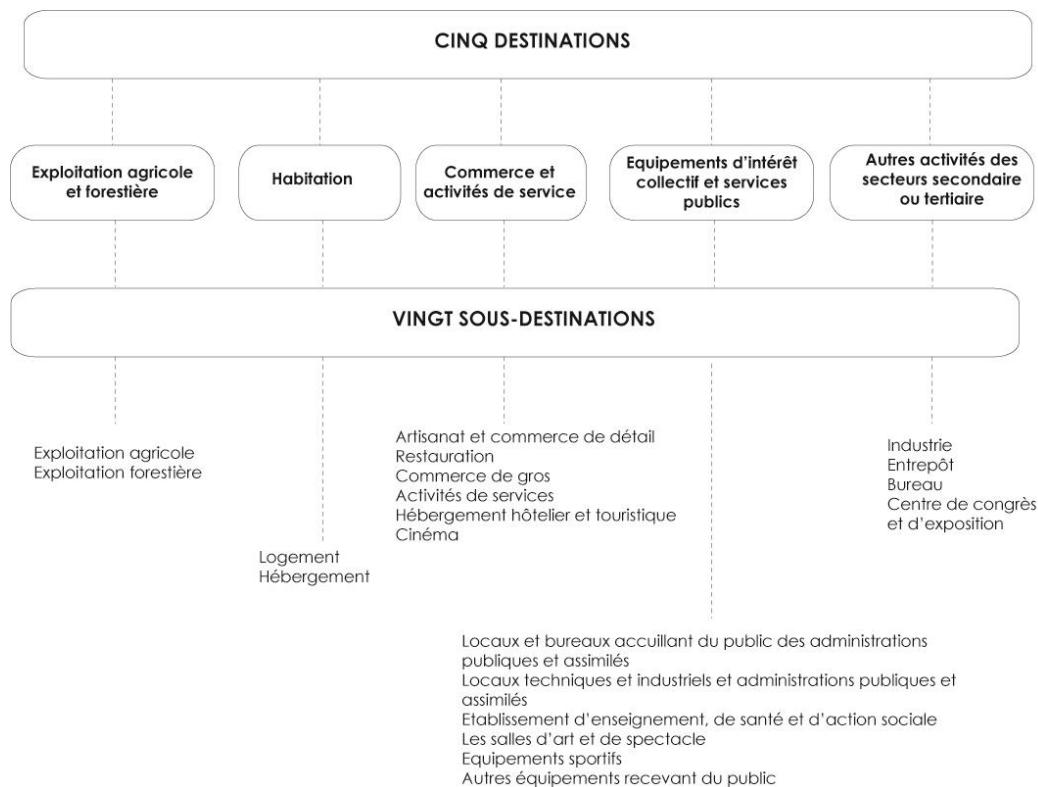 CINQ DESTINATIONS
Exploitation agricole
et forestière
Habitation
Commerce et
activités de service
Equipements d'intérêt
collectif et services
publics
Autres activités des
secteurs secondaire
ou tertiaire
VINGT SOUS-DESTINATIONS
Exploitation agricole
Exploitation forestière
Logement
Hébergement
Artisanat et commerce de détail
Restauration
Commerce de gros
Activités de services
Hébergement hôtelier et touristique
Cinéma
Locaux et bureaux accuillant du public des administrations
publiques et assimilés
Locaux techniques et industriels et administrations publiques et
assimilés
Etablissement d'enseignement, de santé et d'action sociale
Les salles d'art et de spectacle
Equipements sportifs
Autres équipements recevant du public
Industrie
Entrepôt
Bureau
Centre de congrès
et d'exposition